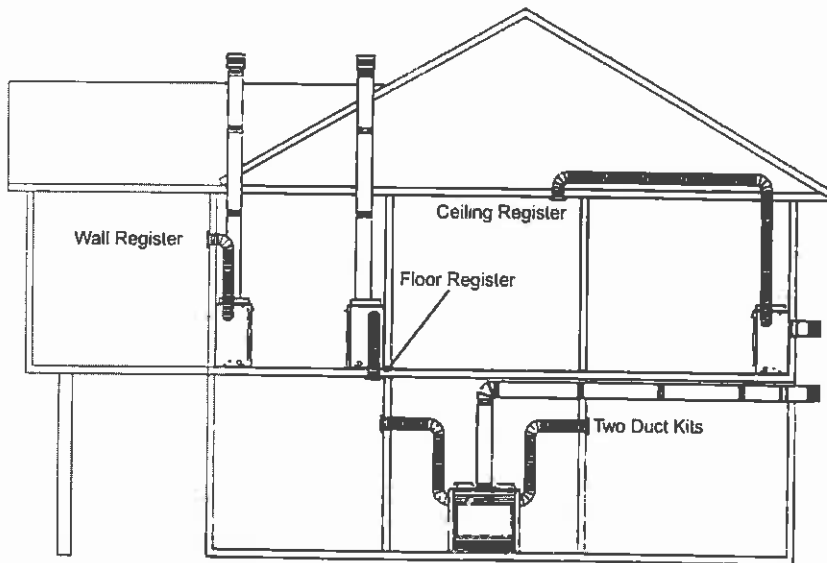 Ceiling Register
Wall Register
Floor Register
Two Duct Kits